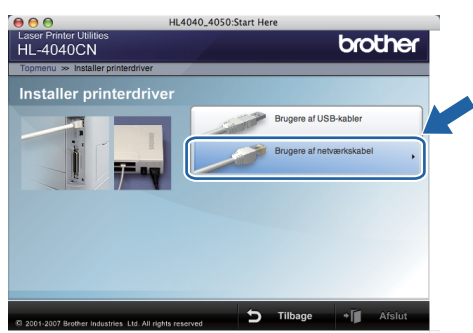 HL4040_4050:Start Here
Laser Printer Utilities
HL-4040CN
brother
Topmenu >> Installer printerdriver
Installer printerdriver
Brugere af USB-kabler
Brugere af netværkskabel
© 2001-2007 Brother Industries Ltd. All rights reserved
Tilbage
Afslut